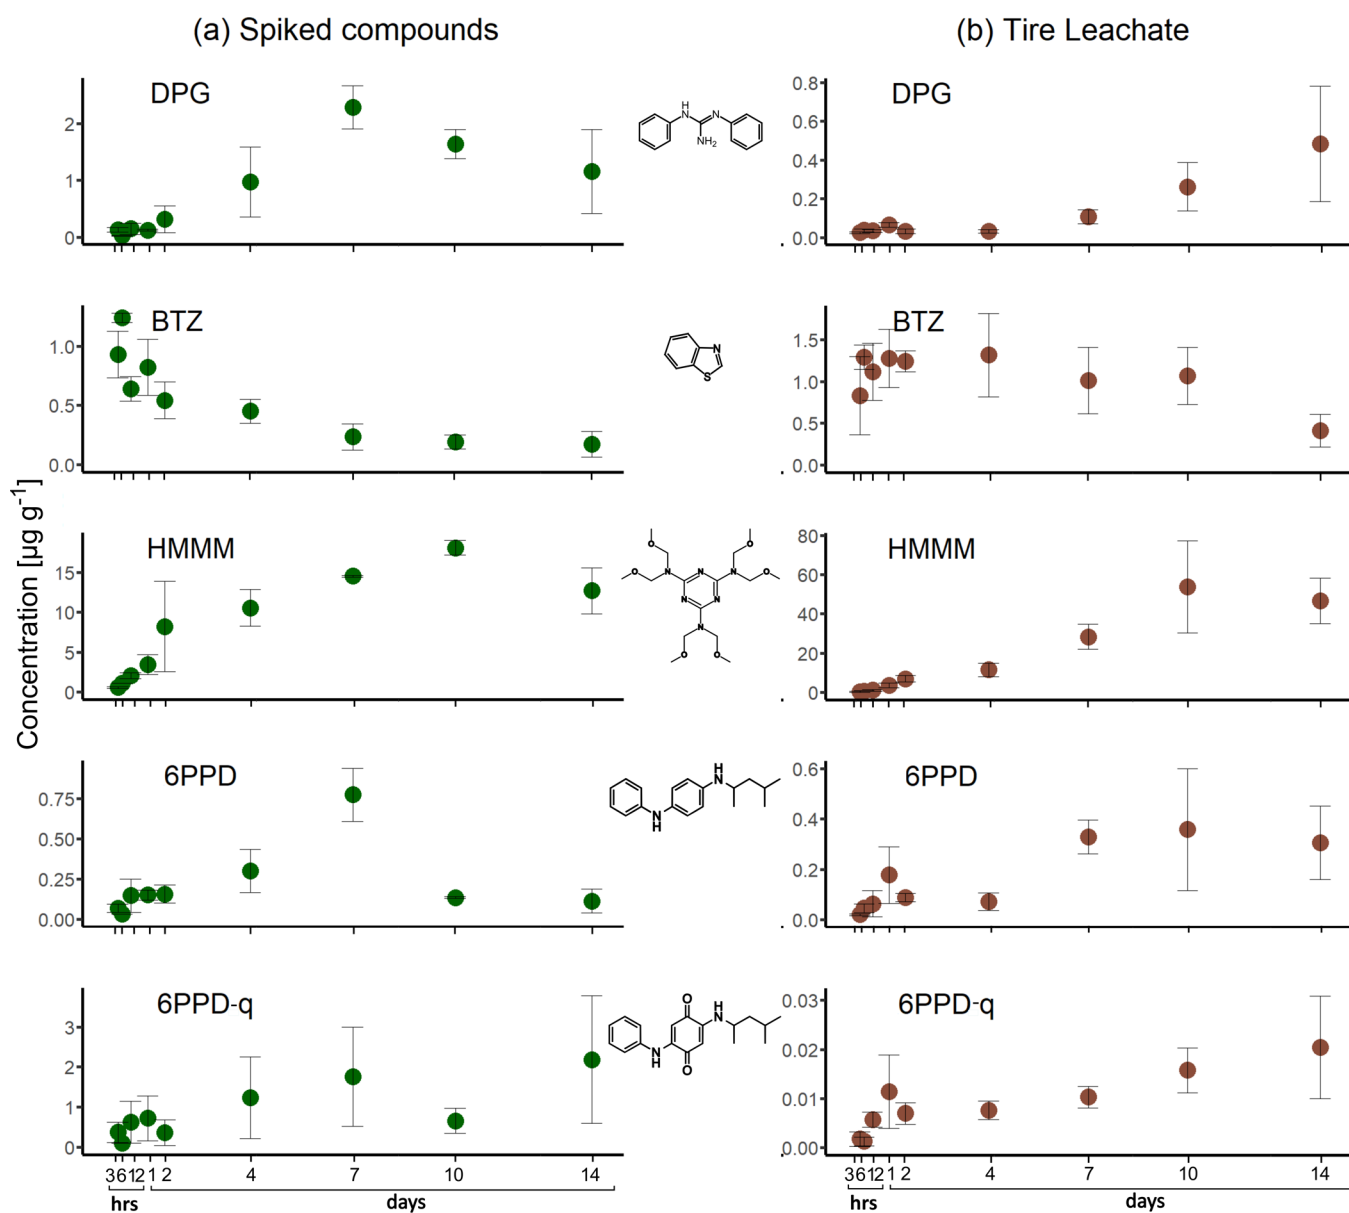 (a) Spiked compounds
(b) Tire Leachate
Concentration [µg g-1]
DPG
2
1
0
H
N
N
NH2
DPG
0.8
0.6
0.4
0.2
0.0
BTZ
1.0
0.5
0.0
N
S
BTZ
1.5
1.0
0.5
0.0
HMMM
15
10
5
0
O O
N N N
O O
N N
N
O O
HMMM
80
60
40
20
0
6PPD
0.75
0.50
0.25
0.00
H
N
N
H
6PPD
0.6
0.4
0.2
0.0
6PPD-q
3
2
1
0
O H
N
N
H O
6PPD-q
0.03
0.02
0.01
0.00
3 6 12 1 2 4 7 10 14
hrs days
3 6 12 1 2 4 7 10 14
hrs days